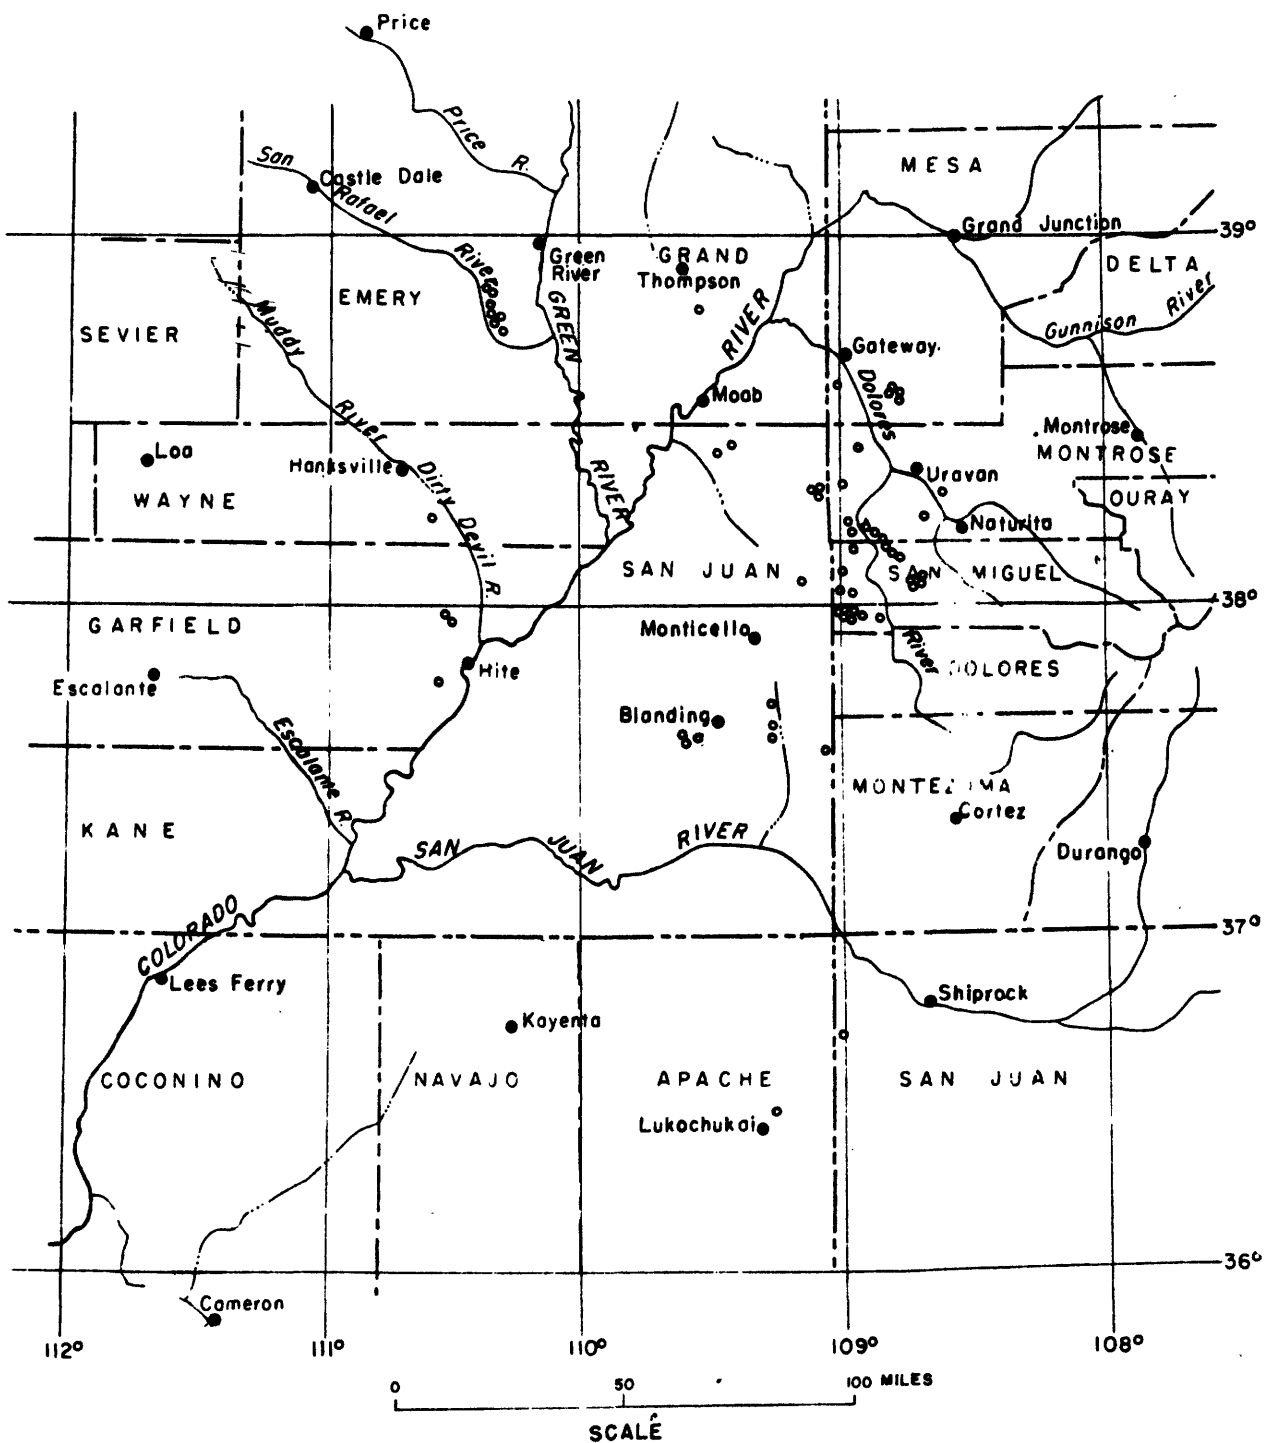 Price
Price R.
San Rafael River
Castle Dale
MESA
Grand Junction
39°
Green
River
GRAND
Thompson
DELTA
EMERY
GREEN
RIVER
Gunnison River
SEVIER
Muddy River
Gateway
Moab
Dolores
Montrose
MONTROSE
Loa
Hanksville
Dirty Devil R.
RIVER
Uravan
OURAY
WAYNE
Naturita
SAN JUAN
SAN MIGUEL
38°
GARFIELD
Monticello
River
DOLORES
Hite
Escalante
Blanding
Escalante R.
MONTEZ MA
Cortez
KANE
SAN JUAN RIVER
Durango
COLORADO
37°
Lees Ferry
Shiprock
Kayenta
COCONINO
NAVAJO
APACHE
SAN JUAN
Lukochukai
36°
Cameron
112°
111°
110°
109°
108°
0 50 100 MILES
SCALE